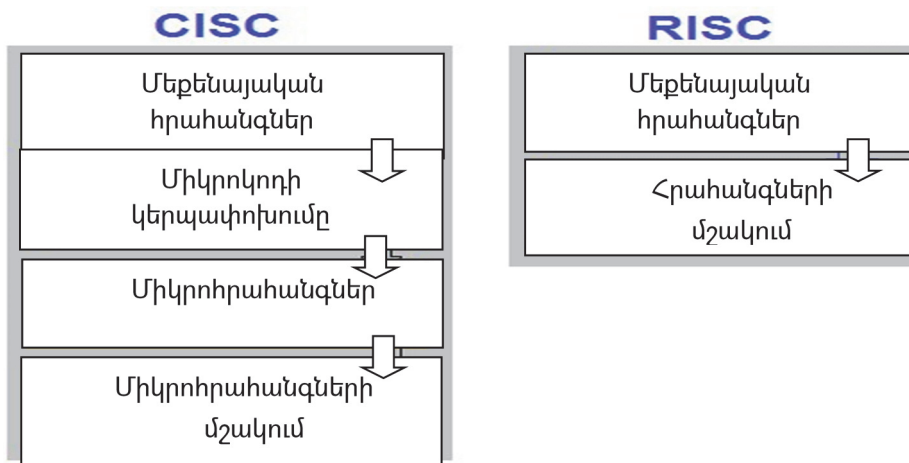 CISC
Մեքենայական
հրահանգներ
Միկրոկոդի
կերպափոխումը
Միկրոհրահանգներ
Միկրոհրահանգների
մշակում
RISC
Մեքենայական
հրահանգներ
Հրահանգների
մշակում